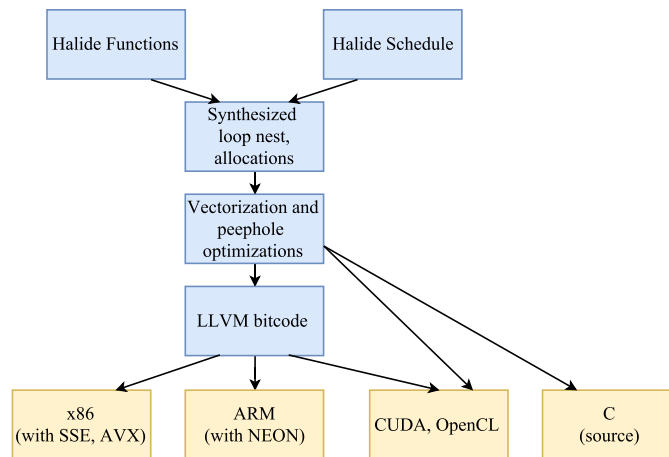 Halide Functions
Halide Schedule
Synthesized
loop nest,
allocations
Vectorization and
peephole
optimizations
LLVM bitcode
x86
(with SSE, AVX)
ARM
(with NEON)
CUDA, OpenCL
C
(source)